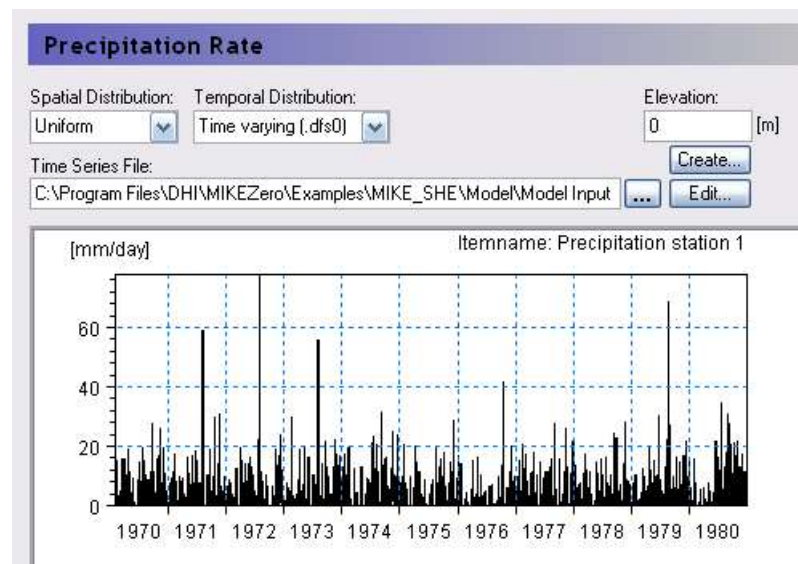 Precipitation Rate
Spatial Distribution: Temporal Distribution: Elevation:
Uniform Time varying (.dfs0) 0 [m]
Time Series File: Create...
C:\Program Files\DHI\MIKEZero\Examples\MIKE_SHE\Model\Model Input ... Edit...
[mm/day] Itemname: Precipitation station 1
60
40
20
0
1970 1971 1972 1973 1974 1975 1976 1977 1978 1979 1980